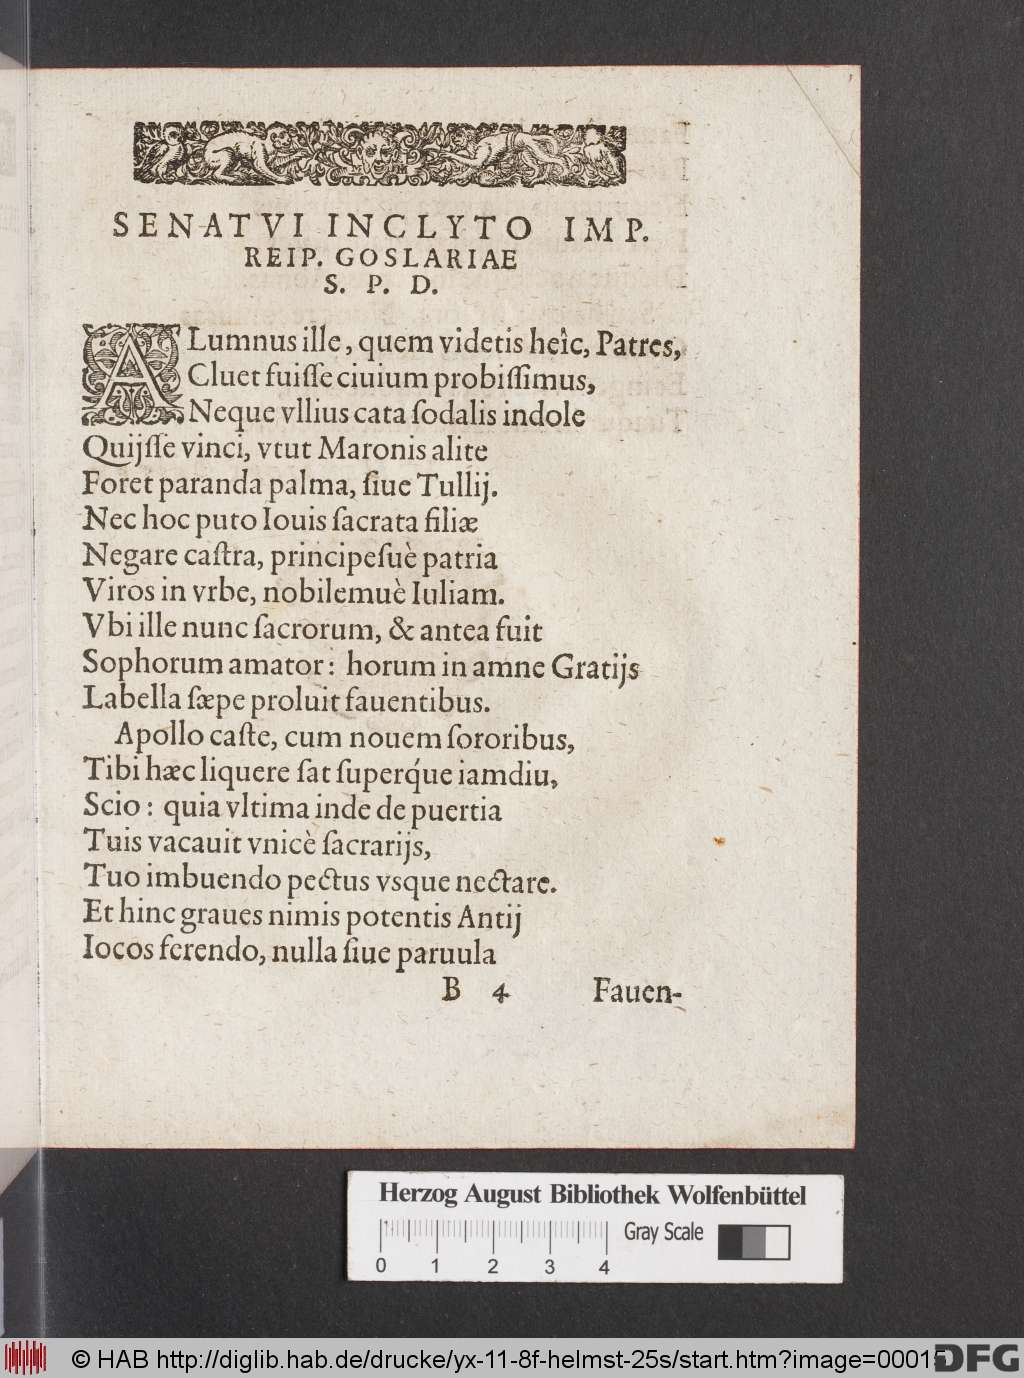 SENATVI INCLYTO IMP.
REIP. GOSLARIAE
S. P. D.
ALumnus ille, quem videtis heîc, Patres,
Cluet fuiſſe ciuium probiſſimus,
Neque vllius cata ſodalis indole
Quijſſe vinci, vtut Maronis alite
Foret paranda palma, ſiue Tullij.
Nec hoc puto Iouis ſacrata filiæ
Negare caſtra, principeſuè patria
Viros in vrbe, nobilemuè Iuliam.
Vbi ille nunc ſacrorum, & antea fuit
Sophorum amator: horum in amne Gratijs
Labella ſæpe proluit fauentibus.
Apollo caſte, cum nouem ſororibus,
Tibi hæc liquere ſat ſuperq́ue iamdiu,
Scio: quia vltima inde de puertia
Tuis vacauit vnicè ſacrarijs,
Tuo imbuendo pectus vsque nectare.
Et hinc graues nimis potentis Antij
Iocos ferendo, nulla ſiue paruula
B 4 Fauen-
Herzog August Bibliothek Wolfenbüttel
Gray Scale
0 1 2 3 4
© HAB http://diglib.hab.de/drucke/yx-11-8f-helmst-25s/start.htm?image=00015
DFG